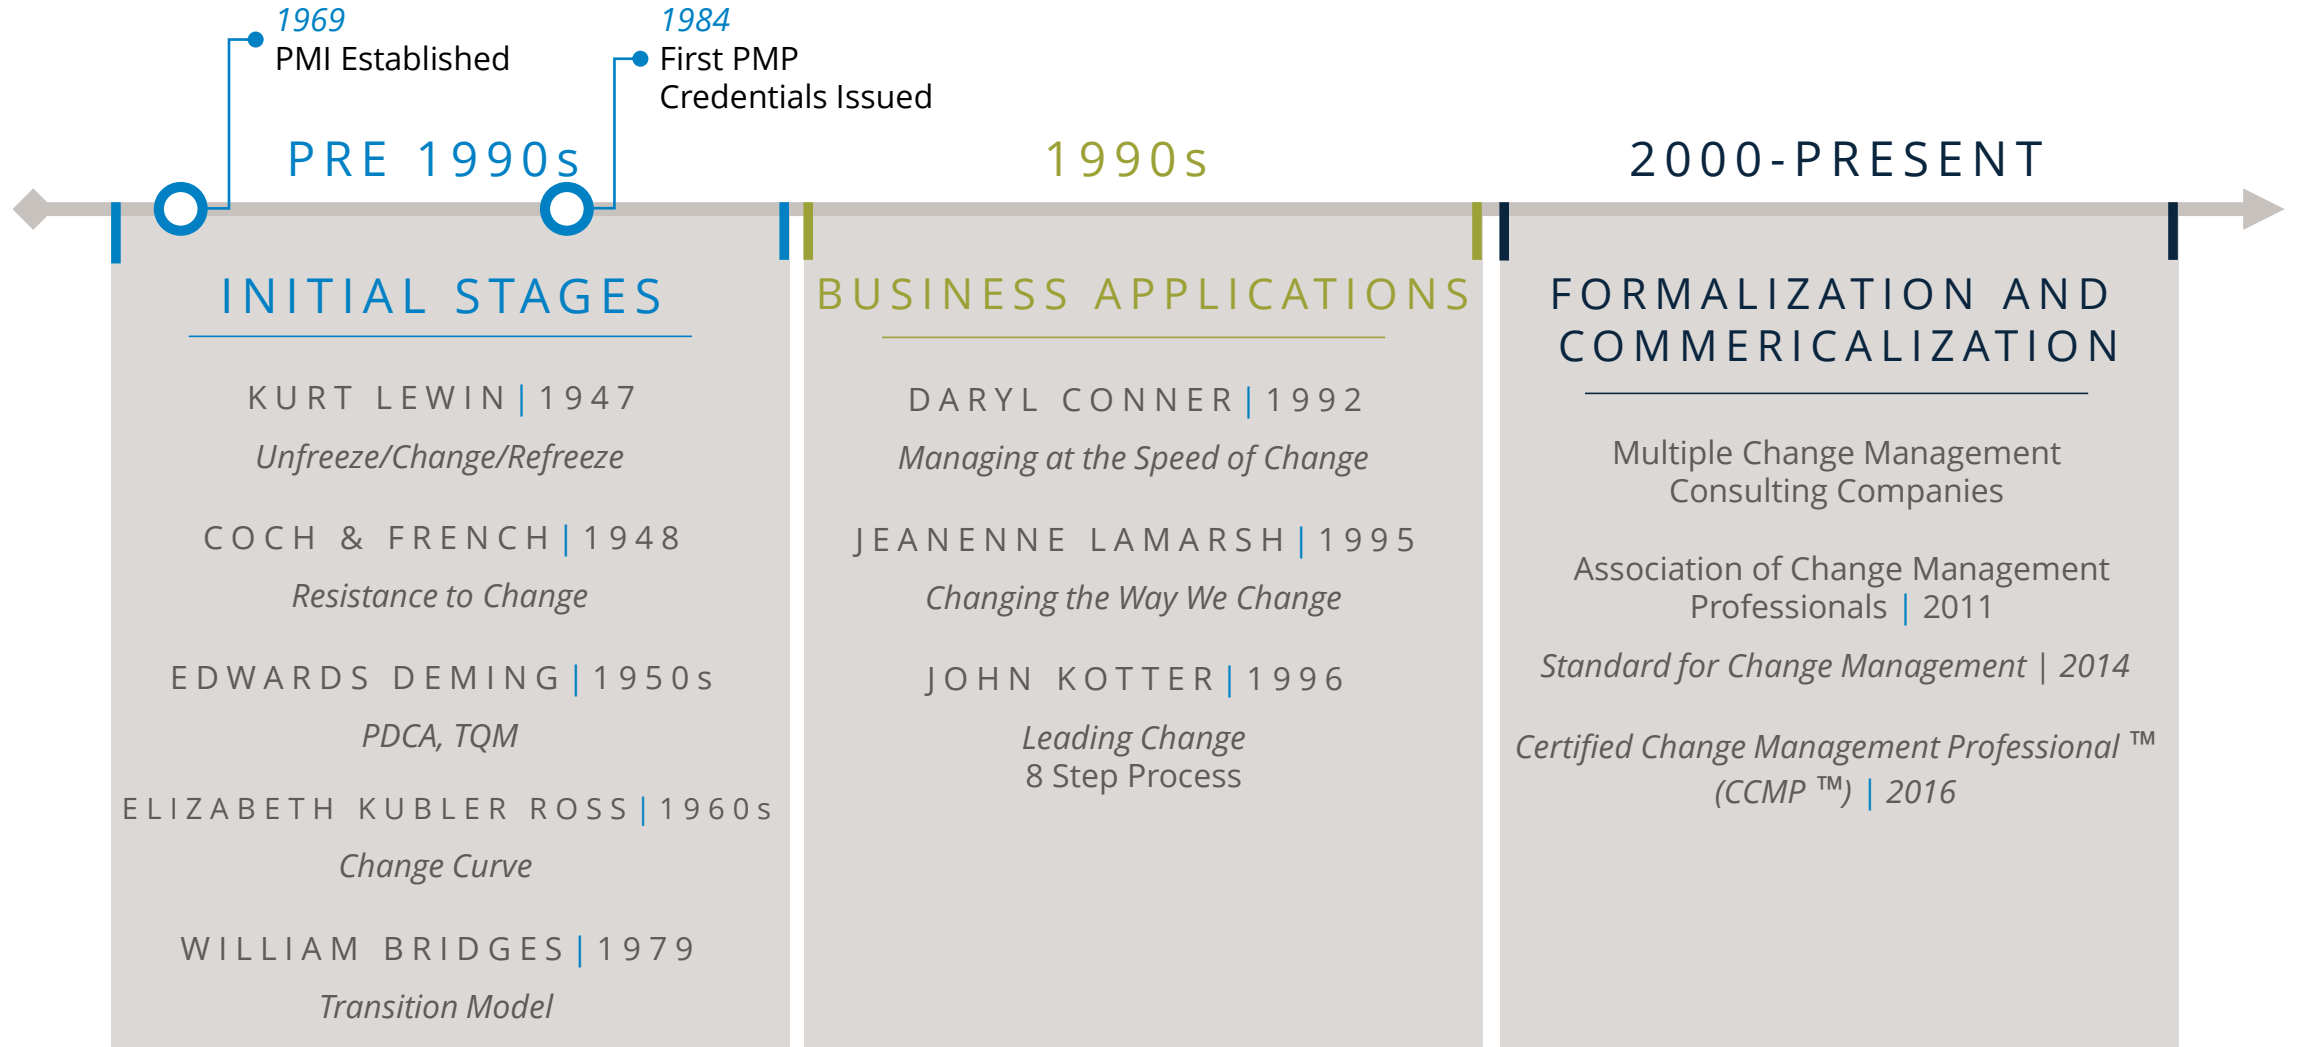 1969
PMI Established
1984
First PMP
Credentials Issued
PRE 1990s
1990s
2000-PRESENT
INITIAL STAGES
KURT LEWIN|1947
Unfreeze/Change/Refreeze
COCH & FRENCH|1948
Resistance to Change
EDWARDS DEMING|1950s
PDCA, TQM
ELIZABETH KUBLER ROSS|1960s
Change Curve
WILLIAM BRIDGES|1979
Transition Model
BUSINESS APPLICATIONS
DARYL CONNER|1992
Managing at the Speed of Change
JEANENNE LAMARSH|1995
Changing the Way We Change
JOHN KOTTER|1996
Leading Change
8 Step Process
FORMALIZATION AND
COMMERICALIZATION
Multiple Change Management
Consulting Companies
Association of Change Management
Professionals | 2011
Standard for Change Management | 2014
Certified Change Management Professional ™
(CCMP ™) | 2016